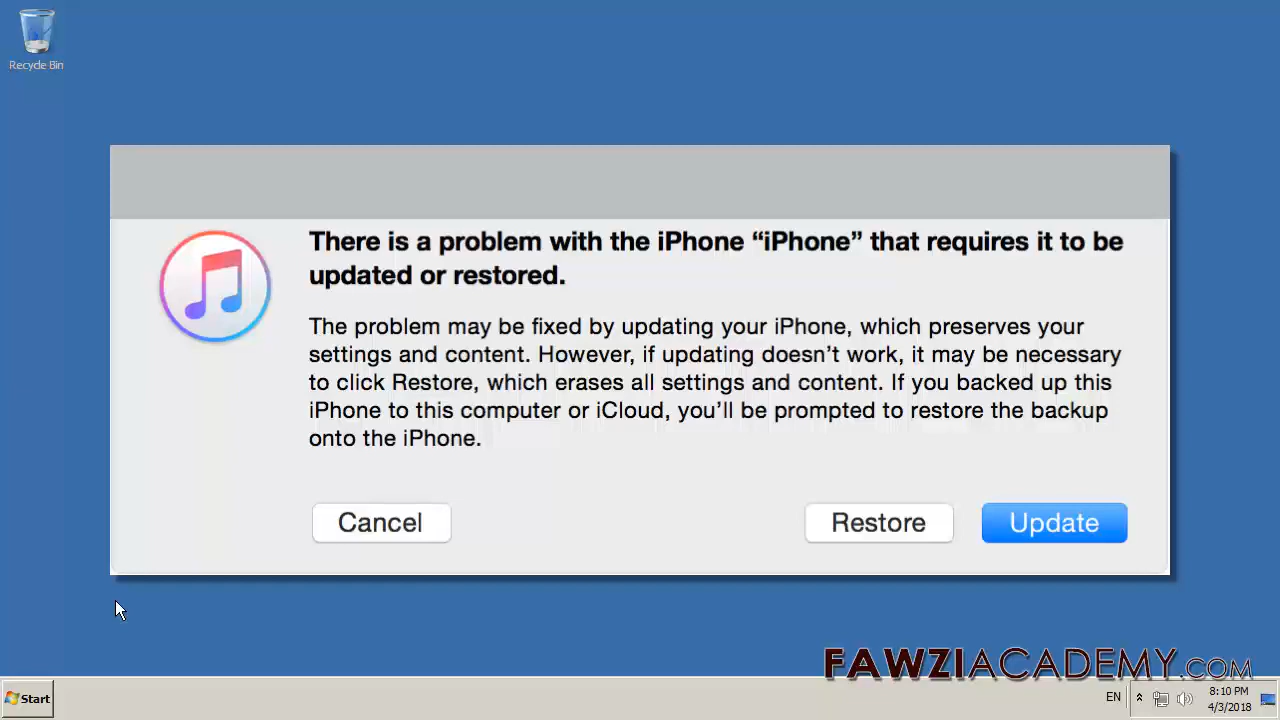 Recycle Bin
There is a problem with the iPhone “iPhone” that requires it to be
updated or restored.
The problem may be fixed by updating your iPhone, which preserves your
settings and content. However, if updating doesn’t work, it may be necessary
to click Restore, which erases all settings and content. If you backed up this
iPhone to this computer or iCloud, you’ll be prompted to restore the backup
onto the iPhone.
Cancel Restore Update
FAWZIACADEMY.COM
Start EN 8:10 PM
4/3/2018